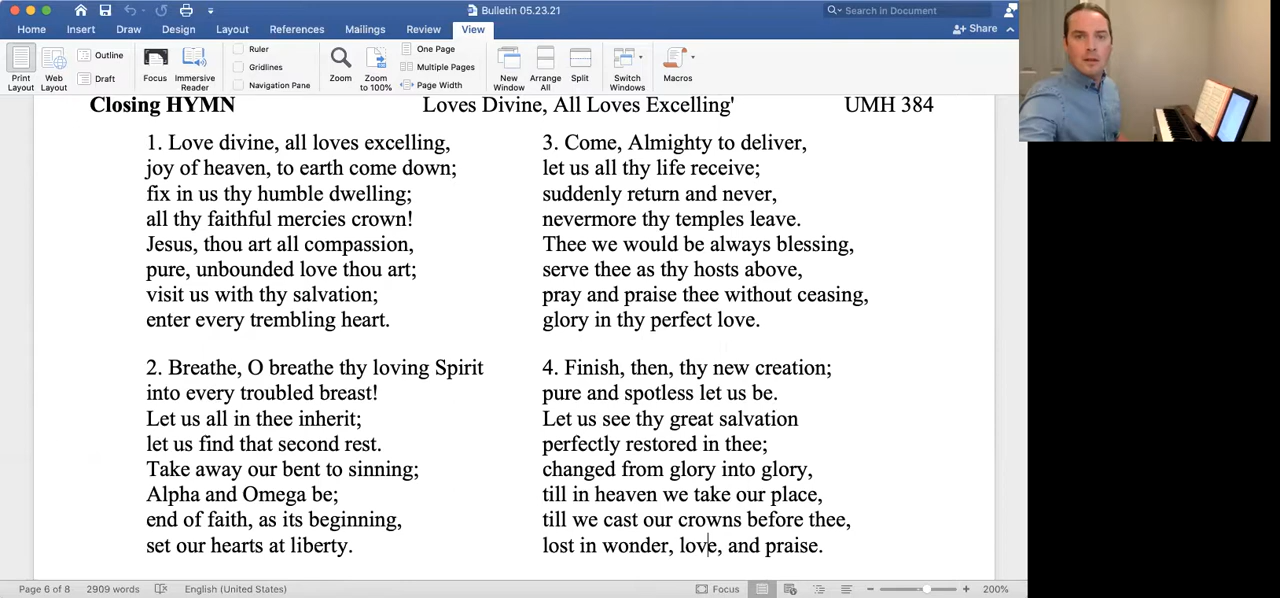 Bulletin 05.23.21
Search in Document
Home Insert Draw Design Layout References Mailings Review View Share
Print Layout
Web Layout
Outline
Draft
Focus
Immersive Reader
Ruler
Gridlines
Navigation Pane
Zoom
Zoom to 100%
One Page
Multiple Pages
Page Width
New Window
Arrange All
Split
Switch Windows
Macros
Closing HYMN Loves Divine, All Loves Excelling' UMH 384
1. Love divine, all loves excelling,
joy of heaven, to earth come down;
fix in us thy humble dwelling;
all thy faithful mercies crown!
Jesus, thou art all compassion,
pure, unbounded love thou art;
visit us with thy salvation;
enter every trembling heart.
2. Breathe, O breathe thy loving Spirit
into every troubled breast!
Let us all in thee inherit;
let us find that second rest.
Take away our bent to sinning;
Alpha and Omega be;
end of faith, as its beginning,
set our hearts at liberty.
3. Come, Almighty to deliver,
let us all thy life receive;
suddenly return and never,
nevermore thy temples leave.
Thee we would be always blessing,
serve thee as thy hosts above,
pray and praise thee without ceasing,
glory in thy perfect love.
4. Finish, then, thy new creation;
pure and spotless let us be.
Let us see thy great salvation
perfectly restored in thee;
changed from glory into glory,
till in heaven we take our place,
till we cast our crowns before thee,
lost in wonder, love, and praise.
Page 6 of 8 2909 words English (United States) Focus 200%